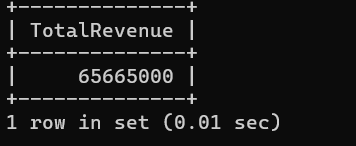 +--------------+
| TotalRevenue |
+--------------+
|     65665000 |
+--------------+
1 row in set (0.01 sec)